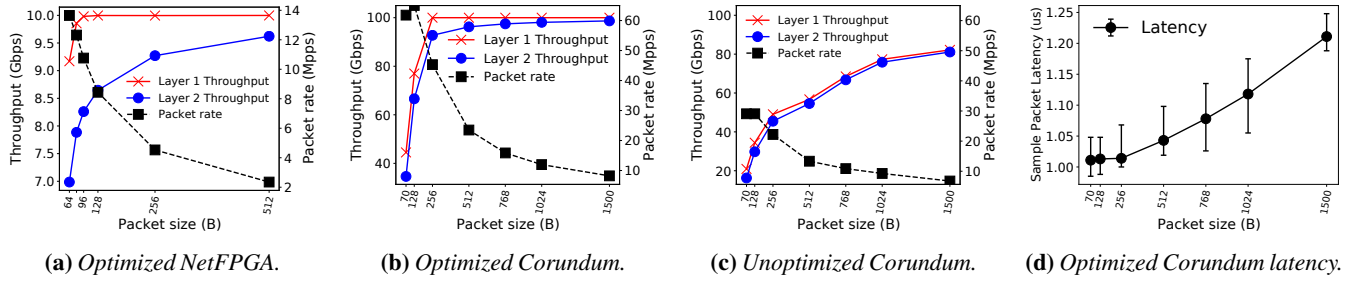 Throughput (Gbps)
10.0
9.5
9.0
8.5
8.0
7.5
7.0
14
12
10
8
6
4
2
Packet rate (Mpps)
Layer 1 Throughput
Layer 2 Throughput
Packet rate
64
96
128
256
512
Packet size (B)
(a) Optimized NetFPGA.
Throughput (Gbps)
100
80
60
40
60
50
40
30
20
10
Packet rate (Mpps)
Layer 1 Throughput
Layer 2 Throughput
Packet rate
70
128
256
512
768
1024
1500
Packet size (B)
(b) Optimized Corundum.
Throughput (Gbps)
100
80
60
40
20
60
50
40
30
20
10
Packet rate (Mpps)
Layer 1 Throughput
Layer 2 Throughput
Packet rate
70
128
256
512
768
1024
1500
Packet size (B)
(c) Unoptimized Corundum.
Sample Packet Latency (us)
1.25
1.20
1.15
1.10
1.05
1.00
Latency
70
128
256
512
768
1024
1500
Packet size (B)
(d) Optimized Corundum latency.